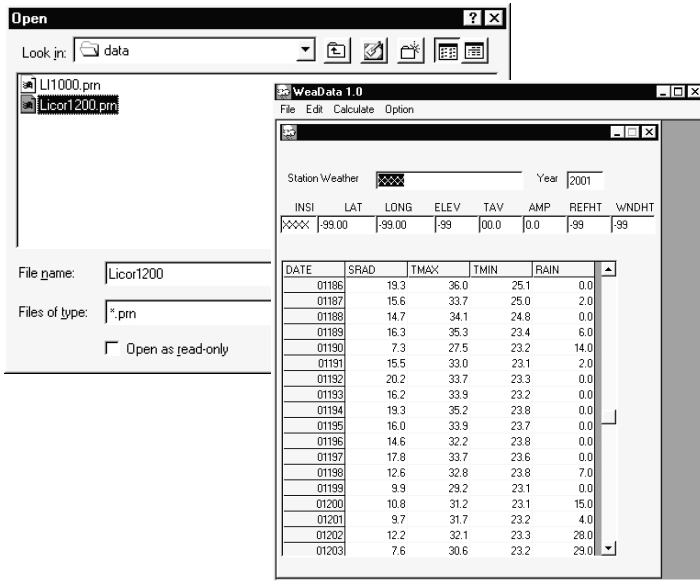 Open
Look in: data
LI1000.prn
Licor1200.prn
File name: Licor1200
Files of type: *.prn
Open as read-only
WeaData 1.0
File Edit Calculate Option
Station Weather XXXX Year 2001
INSI LAT LONG ELEV TAV AMP REFHT WNDHT
XXXX -99.00 -99.00 -99 00.0 0.0 -99 -99
DATE SRAD TMAX TMIN RAIN
01186 19.3 36.0 25.1 0.0
01187 15.6 33.7 25.0 2.0
01188 14.7 34.1 24.8 0.0
01189 16.3 35.3 23.4 6.0
01190 7.3 27.5 23.2 14.0
01191 15.5 33.0 23.1 2.0
01192 20.2 33.7 23.3 0.0
01193 16.2 33.9 23.2 0.0
01194 19.3 35.2 23.8 0.0
01195 16.0 33.9 23.7 0.0
01196 14.6 32.2 23.8 0.0
01197 17.8 33.7 23.6 0.0
01198 12.6 32.8 23.8 7.0
01199 9.9 29.2 23.1 0.0
01200 10.8 31.2 23.1 15.0
01201 9.7 31.7 23.2 4.0
01202 12.2 32.1 23.3 28.0
01203 7.6 30.6 23.2 29.0